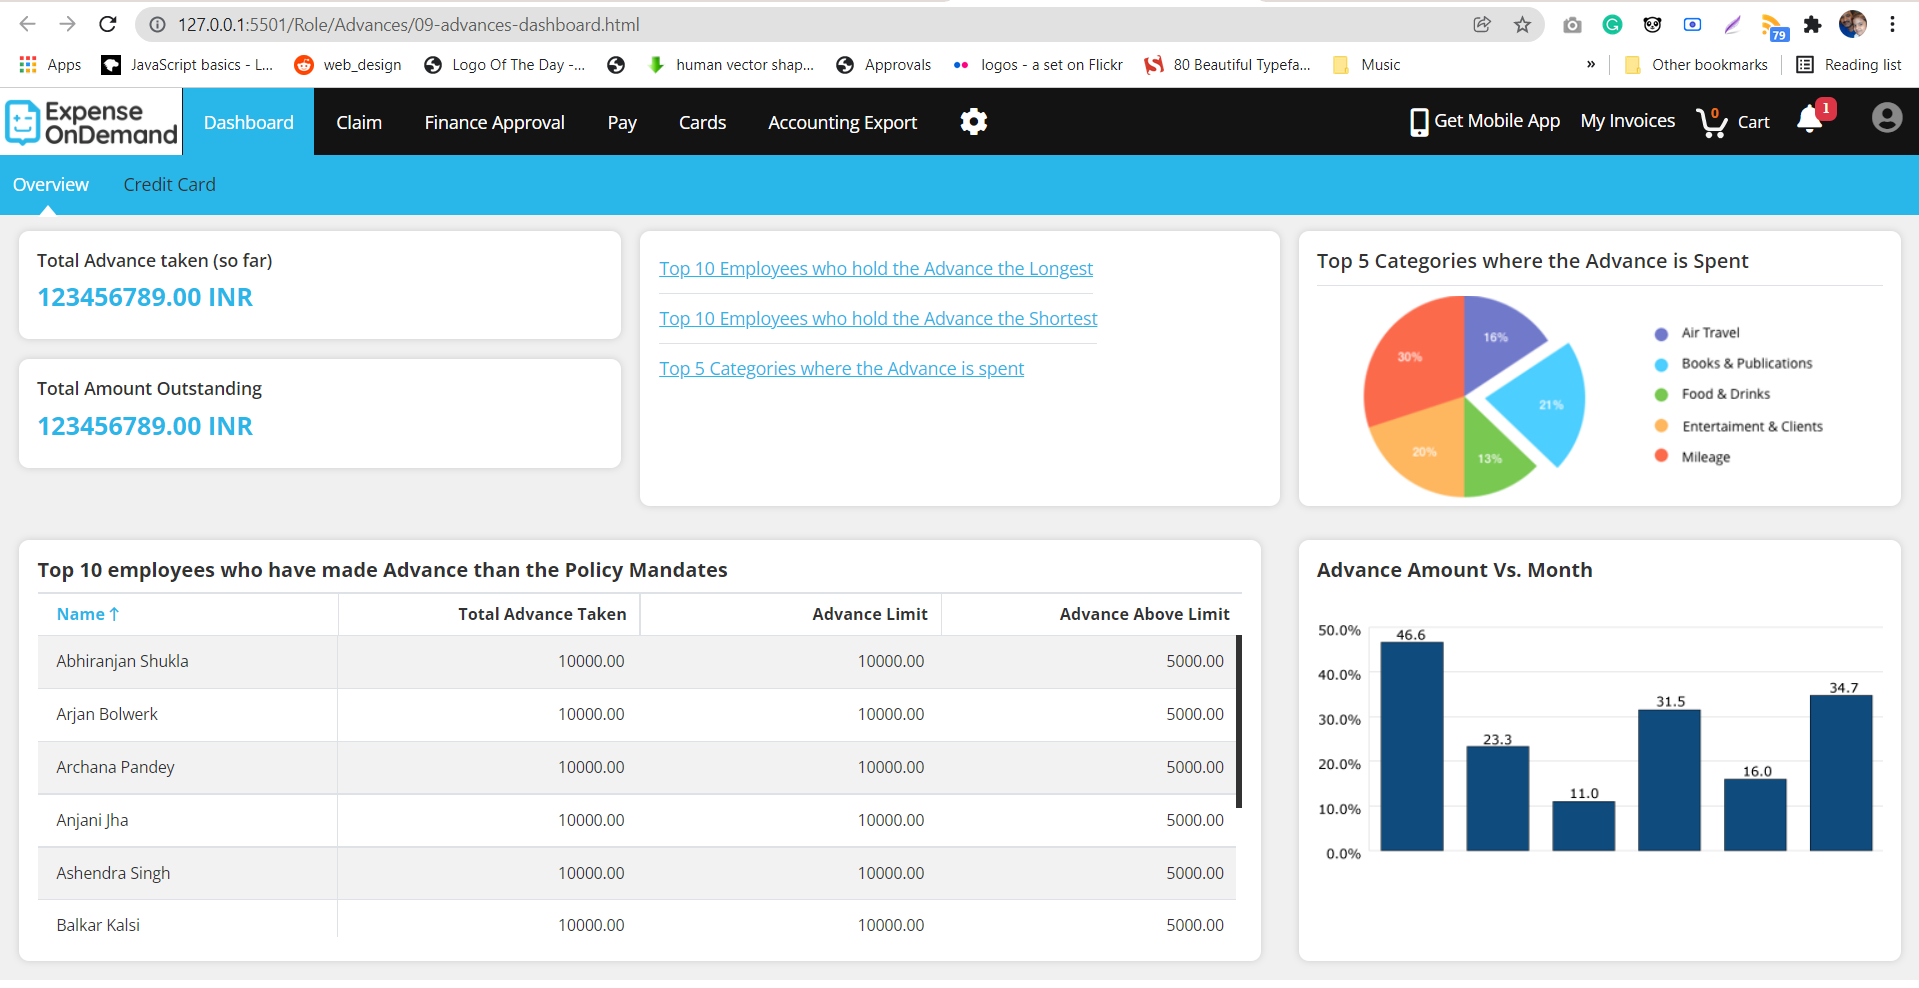 127.0.0.1:5501/Role/Advances/09-advances-dashboard.html
79
Apps
JavaScript basics - L...
web_design
Logo Of The Day -...
human vector shap...
Approvals
logos - a set on Flickr
80 Beautiful Typefa...
Music
»
Other bookmarks
Reading list
Expense
OnDemand
Dashboard
Claim
Finance Approval
Pay
Cards
Accounting Export
Get Mobile App
My Invoices
0
Cart
1
Overview
Credit Card
Total Advance taken (so far)
123456789.00 INR
Total Amount Outstanding
123456789.00 INR
Top 10 Employees who hold the Advance the Longest
Top 10 Employees who hold the Advance the Shortest
Top 5 Categories where the Advance is spent
Top 5 Categories where the Advance is Spent
16%
30%
21%
20%
13%
Air Travel
Books & Publications
Food & Drinks
Entertaiment & Clients
Mileage
Top 10 employees who have made Advance than the Policy Mandates
Name ↑ Total Advance Taken Advance Limit Advance Above Limit
Abhiranjan Shukla 10000.00 10000.00 5000.00
Arjan Bolwerk 10000.00 10000.00 5000.00
Archana Pandey 10000.00 10000.00 5000.00
Anjani Jha 10000.00 10000.00 5000.00
Ashendra Singh 10000.00 10000.00 5000.00
Balkar Kalsi 10000.00 10000.00 5000.00
Advance Amount Vs. Month
50.0%
40.0%
30.0%
20.0%
10.0%
0.0%
46.6
23.3
11.0
31.5
16.0
34.7